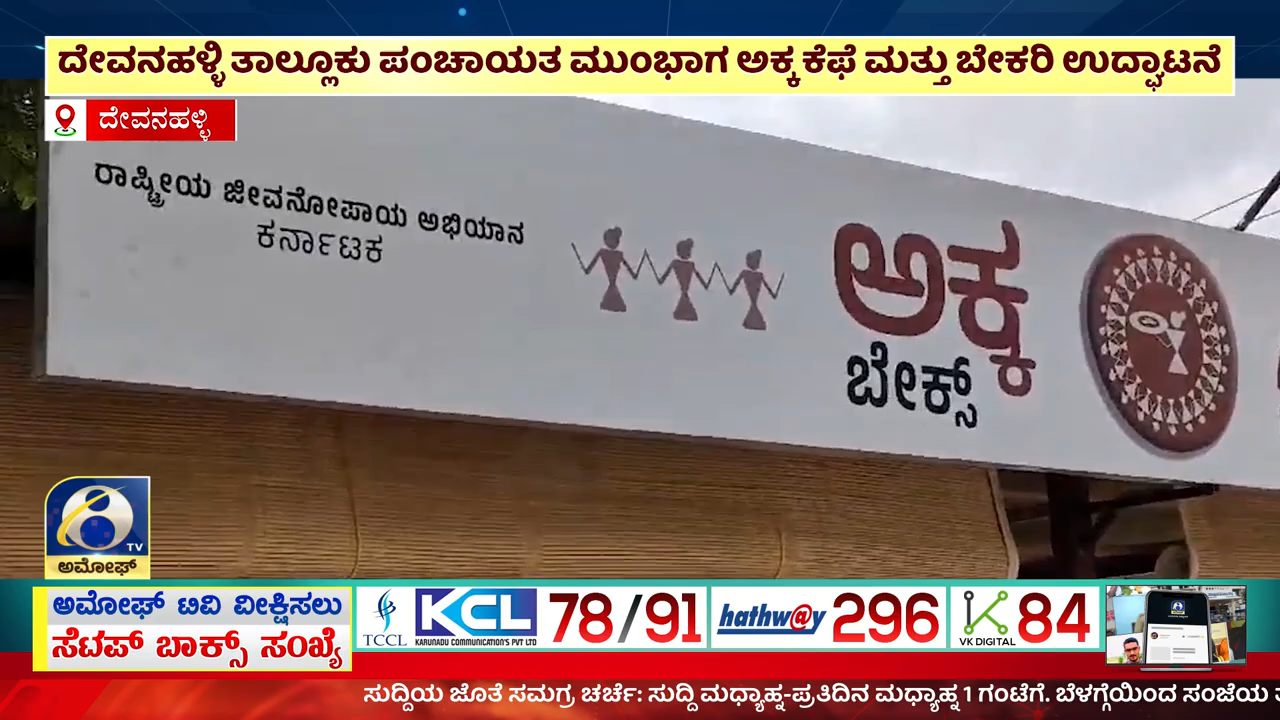 ದೇವನಹಳ್ಳಿ ತಾಲ್ಲೂಕು ಪಂಚಾಯತ ಮುಂಭಾಗ ಅಕ್ಕ ಕೆಫೆ ಮತ್ತು ಬೇಕರಿ ಉದ್ಘಾಟನೆ
ದೇವನಹಳ್ಳಿ
ರಾಷ್ಟ್ರೀಯ ಜೀವನೋಪಾಯ ಅಭಿಯಾನ
ಕರ್ನಾಟಕ
ಅಕ್ಕ
ಬೇಕ್ಸ್
8 TV
ಅಮೋಘ್
ಅಮೋಘ್ ಟಿವಿ ವೀಕ್ಷಿಸಲು
ಸೆಟಪ್ ಬಾಕ್ಸ್ ಸಂಖ್ಯೆ
TCCL
KCL
KARUNADU COMMUNICATION'S PVT LTD
78/91
hathw@y
296
VK DIGITAL
84
ಸುದ್ದಿಯ ಜೊತೆ ಸಮಗ್ರ ಚರ್ಚೆ: ಸುದ್ದಿ ಮಧ್ಯಾಹ್ನ-ಪ್ರತಿದಿನ ಮಧ್ಯಾಹ್ನ 1 ಗಂಟೆಗೆ. ಬೆಳಗ್ಗೆಯಿಂದ ಸಂಜೆಯ